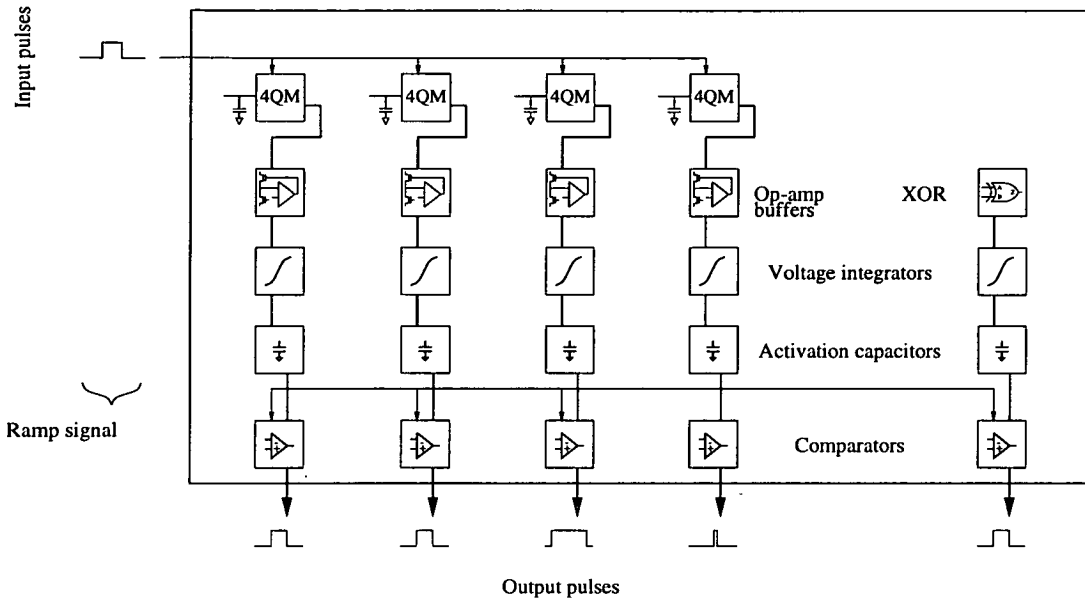 Input pulses
4QM
4QM
4QM
4QM
Op-amp
buffers
XOR
Voltage integrators
Activation capacitors
Ramp signal
Comparators
Output pulses